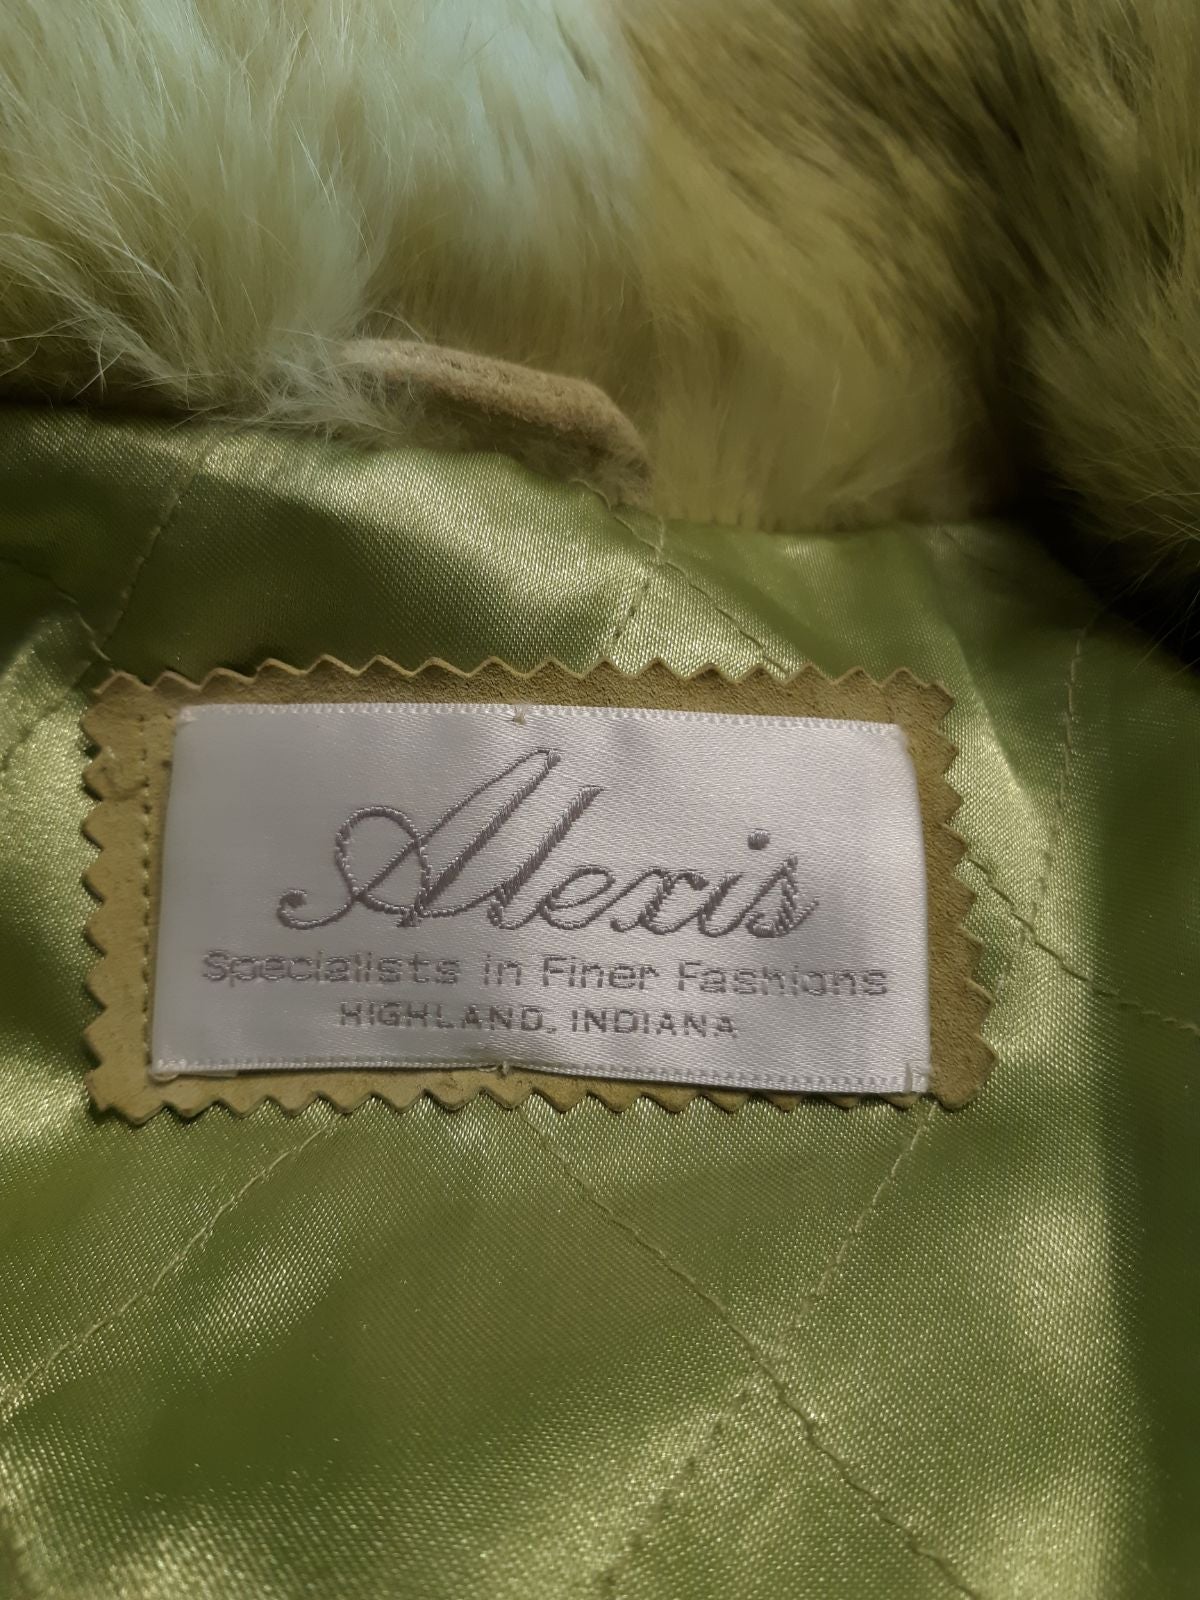 Alexis
Specialists in Finer Fashions
HIGHLAND, INDIANA